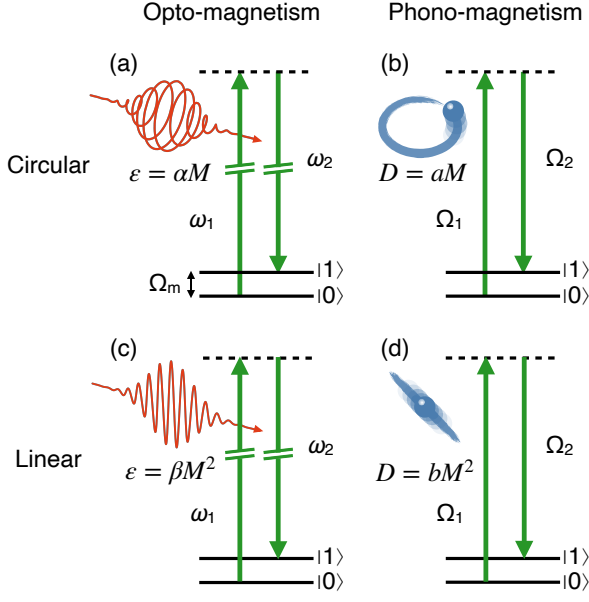 Opto-magnetism
Phono-magnetism
Circular
(a)
ε = αM
ω₁
ω₂
Ωₘ
|1⟩
|0⟩
(b)
D = aM
Ω₁
Ω₂
|1⟩
|0⟩
Linear
(c)
ε = βM²
ω₁
ω₂
|1⟩
|0⟩
(d)
D = bM²
Ω₁
Ω₂
|1⟩
|0⟩